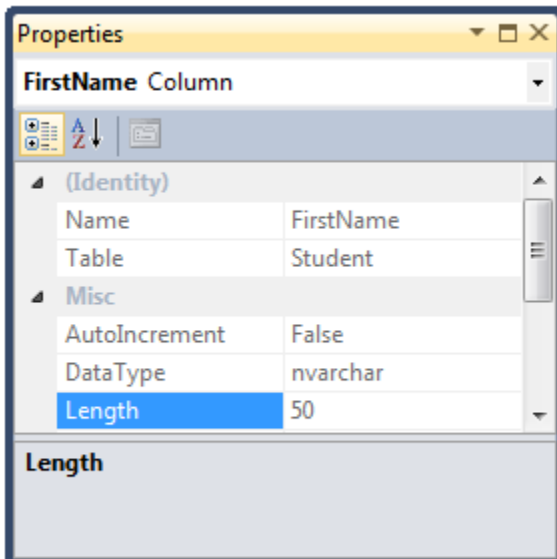 Properties
FirstName Column
(Identity)
Name FirstName
Table Student
Misc
AutoIncrement False
DataType nvarchar
Length 50
Length